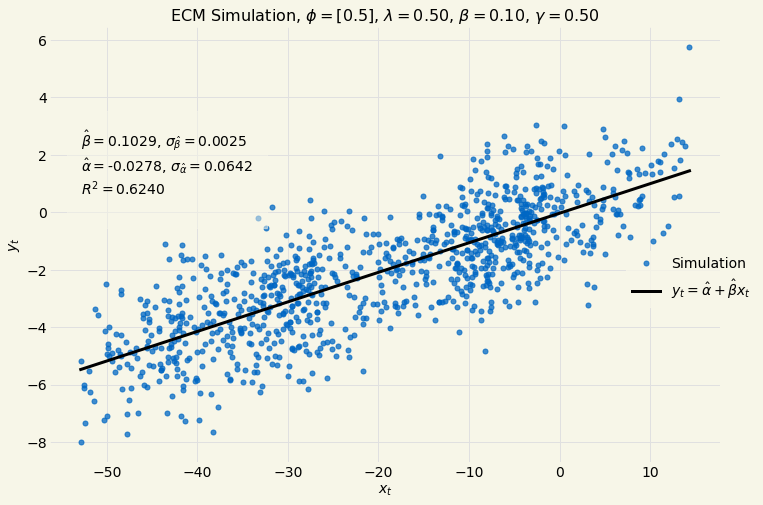 ECM Simulation, ϕ = [0.5], λ = 0.50, β = 0.10, γ = 0.50
6
4
2
0
−2
−4
−6
−8
y_t
β̂ = 0.1029, σ_β̂ = 0.0025
α̂ = -0.0278, σ_α̂ = 0.0642
R² = 0.6240
Simulation
y_t = α̂ + β̂x_t
−50 −40 −30 −20 −10 0 10
x_t